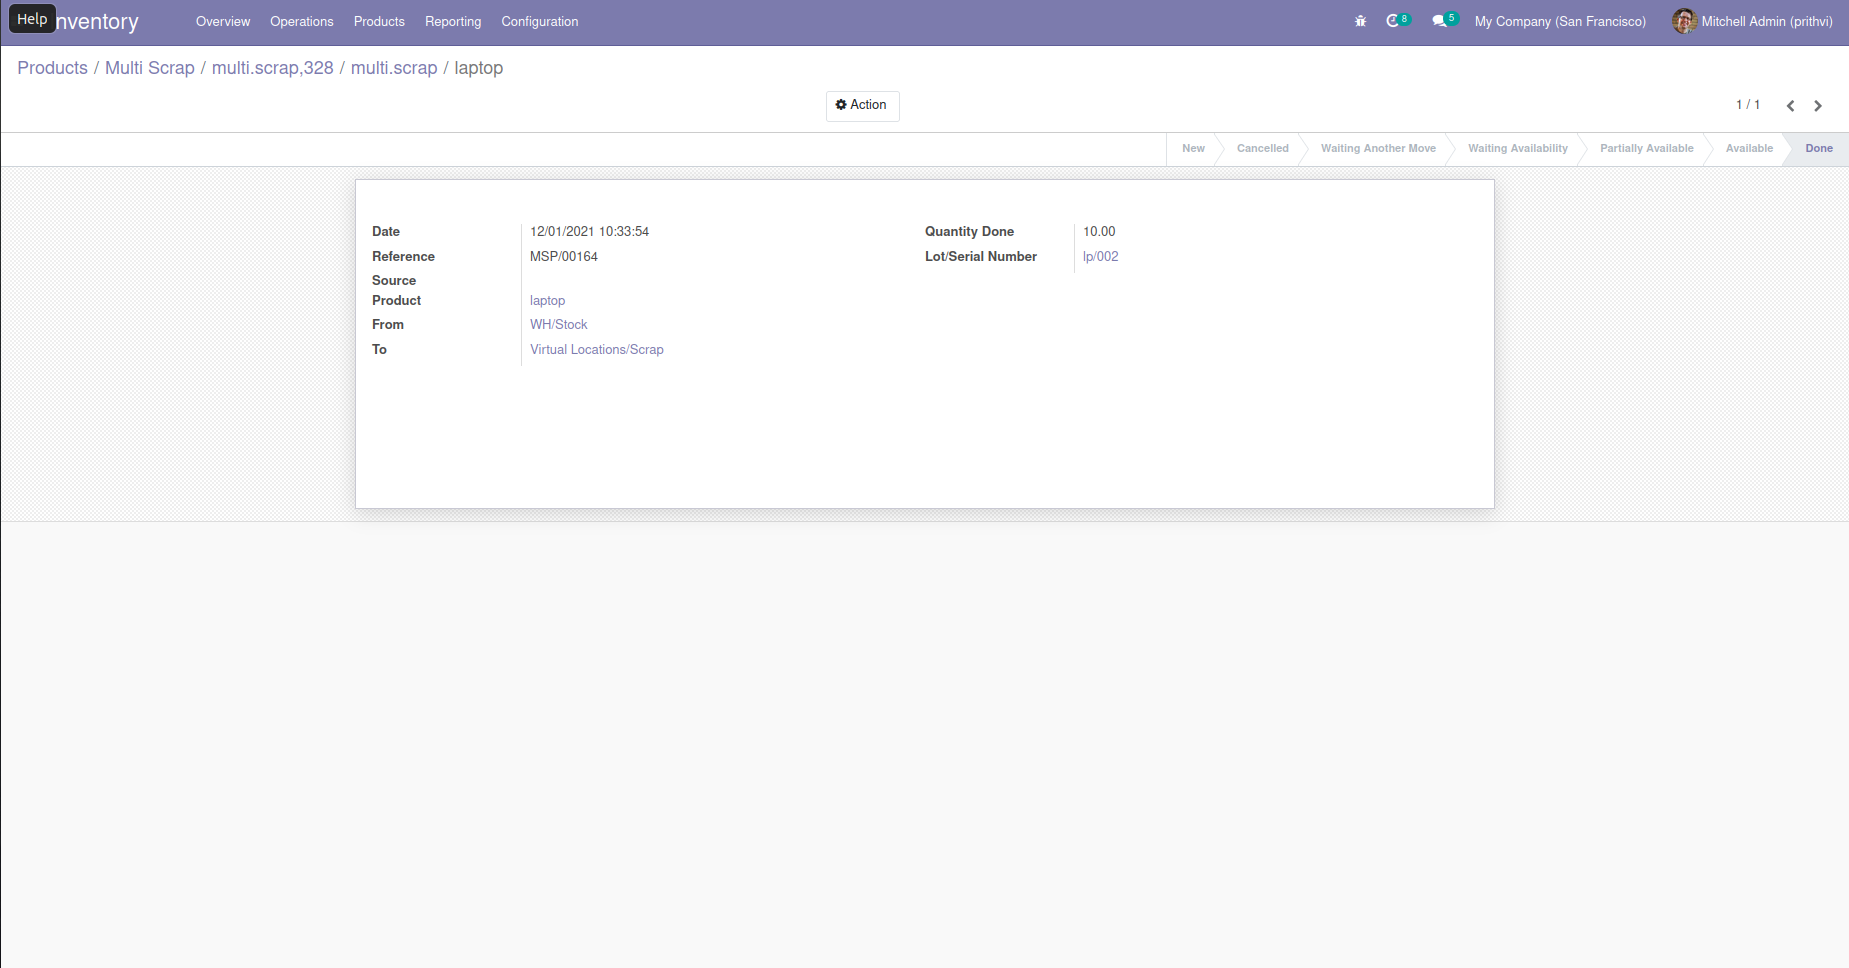 Help nventory Overview Operations Products Reporting Configuration 8 5 My Company (San Francisco) Mitchell Admin (prithvi)
Products / Multi Scrap / multi.scrap,328 / multi.scrap / laptop
Action 1 / 1
New Cancelled Waiting Another Move Waiting Availability Partially Available Available Done
Date 12/01/2021 10:33:54 Quantity Done 10.00
Reference MSP/00164 Lot/Serial Number lp/002
Source
Product laptop
From WH/Stock
To Virtual Locations/Scrap